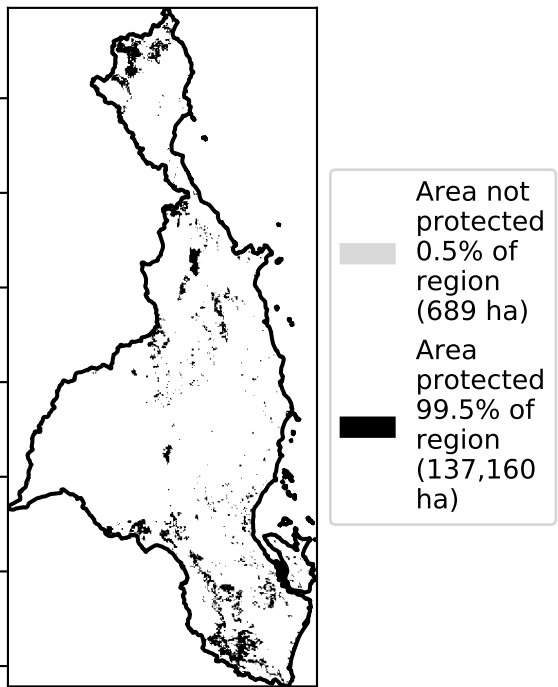 Area not
protected
0.5% of
region
(689 ha)
Area
protected
99.5% of
region
(137,160
ha)